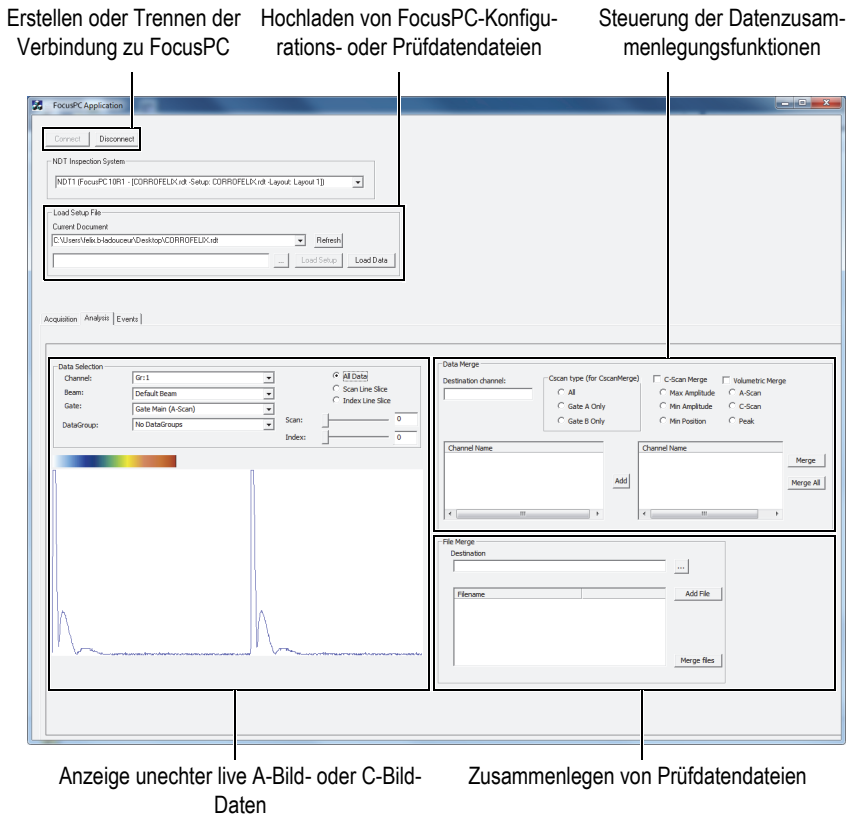 Erstellen oder Trennen der
Verbindung zu FocusPC
Hochladen von FocusPC-Konfigu-
rations- oder Prüfdatendateien
Steuerung der Datenzusam-
menlegungsfunktionen
FocusPC Application
Connect
Disconnect
NDT Inspection System
NDT1 (FocusPC10R1 - [CORROFELIX.rdt -Setup: CORROFELIX.rdt -Layout: Layout 1])
Load Setup File
Current Document
C:\Users\felix.b-ladouceur\Desktop\CORROFELIX.rdt
Refresh
...
Load Setup
Load Data
Acquisition
Analysis
Events
Data Selection
Channel:
Gr:1
Beam:
Default Beam
Gate:
Gate Main (A-Scan)
DataGroup:
No DataGroups
All Data
Scan Line Slice
Index Line Slice
Scan:
0
Index:
0
Data Merge
Destination channel:
Cscan type (for CscanMerge)
All
Gate A Only
Gate B Only
C-Scan Merge
Max Amplitude
Min Amplitude
Min Position
Volumetric Merge
A-Scan
C-Scan
Peak
Channel Name
Add
Channel Name
Merge
Merge All
File Merge
Destination
...
Filename
Add File
Merge files
Anzeige unechter live A-Bild- oder C-Bild-
Daten
Zusammenlegen von Prüfdatendateien